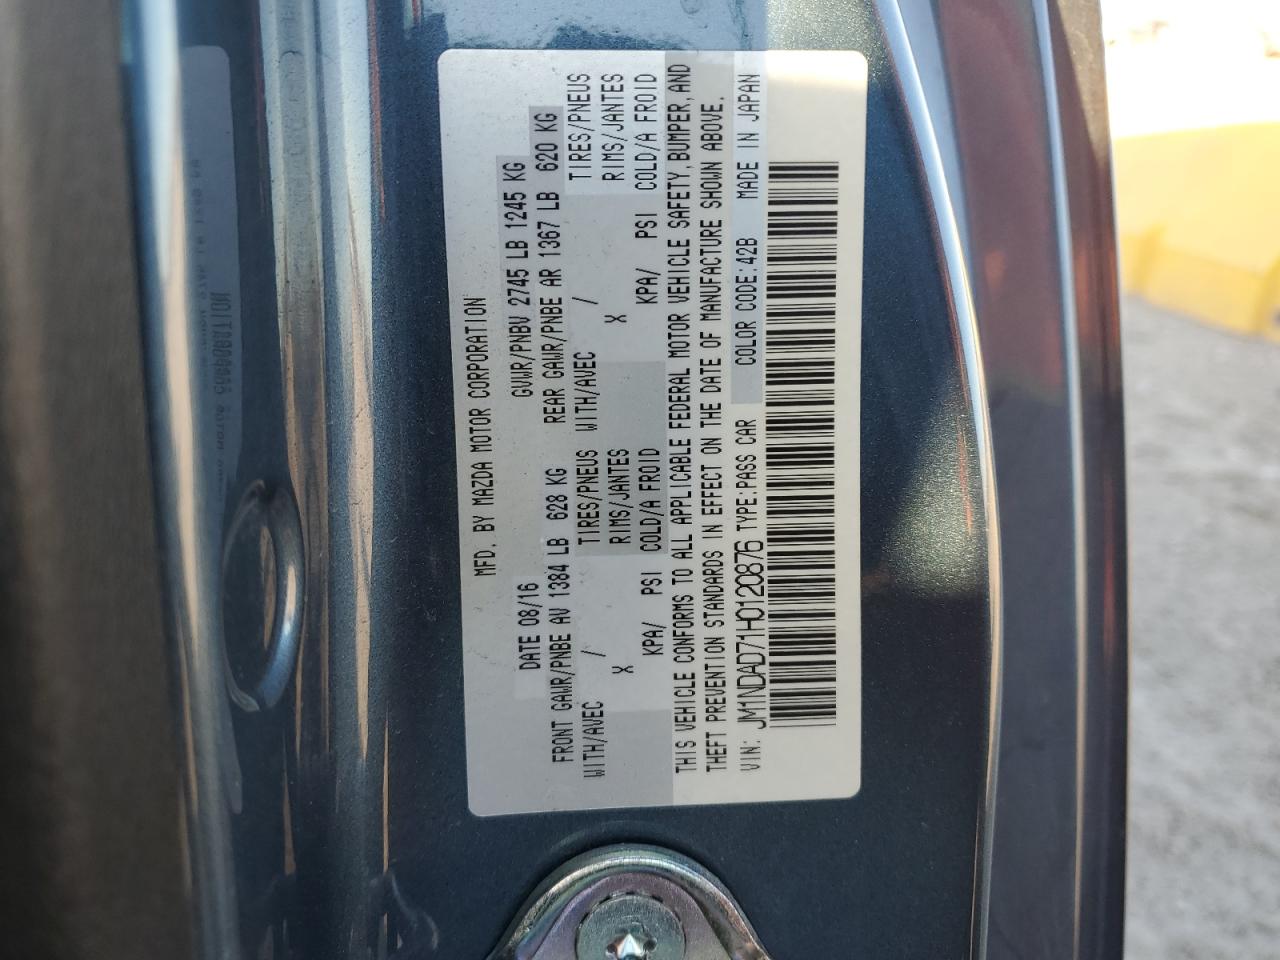 MFD. BY MAZDA MOTOR CORPORATION
DATE 08/16 GVWR/PNBV 2745 LB 1245 KG
FRONT GAWR/PNBE AV 1384 LB 628 KG REAR GAWR/PNBE AR 1367 LB 620 KG
WITH/AVEC / TIRES/PNEUS WITH/AVEC / TIRES/PNEUS
X RIMS/JANTES X RIMS/JANTES
KPA/ PSI COLD/A FROID KPA/ PSI COLD/A FROID
THIS VEHICLE CONFORMS TO ALL APPLICABLE FEDERAL MOTOR VEHICLE SAFETY, BUMPER, AND
THEFT PREVENTION STANDARDS IN EFFECT ON THE DATE OF MANUFACTURE SHOWN ABOVE.
VIN: JM1NDAD71H0120876 TYPE:PASS CAR COLOR CODE:42B MADE IN JAPAN